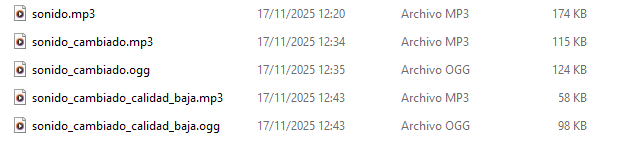 sonido.mp3 17/11/2025 12:20 Archivo MP3 174 KB
sonido_cambiado.mp3 17/11/2025 12:34 Archivo MP3 115 KB
sonido_cambiado.ogg 17/11/2025 12:35 Archivo OGG 124 KB
sonido_cambiado_calidad_baja.mp3 17/11/2025 12:43 Archivo MP3 58 KB
sonido_cambiado_calidad_baja.ogg 17/11/2025 12:43 Archivo OGG 98 KB